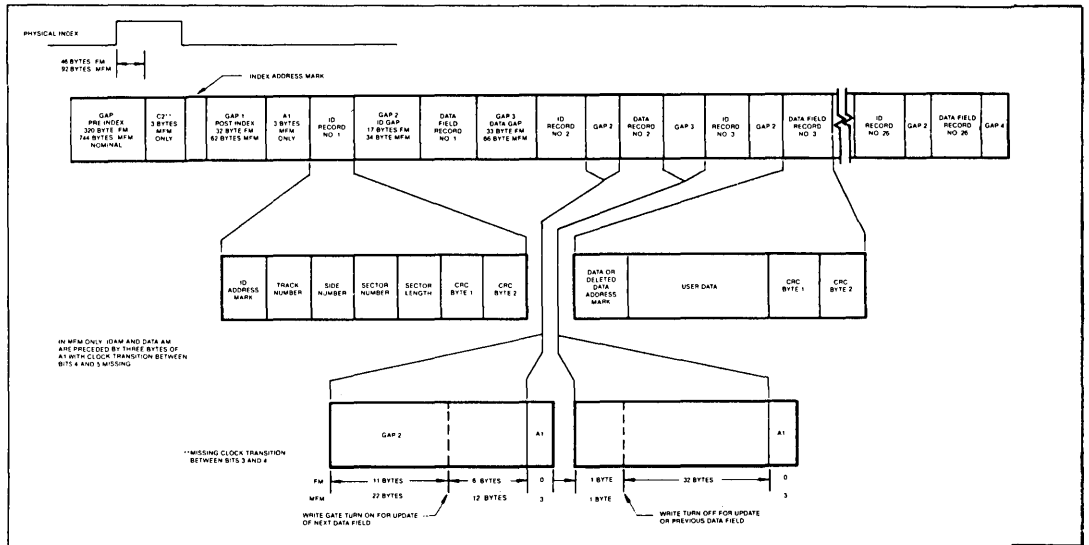 PHYSICAL INDEX
46 BYTES FM
92 BYTES MFM
INDEX ADDRESS MARK
GAP
PRE INDEX
320 BYTE FM
744 BYTES MFM
NOMINAL
C2**
3 BYTES
MFM
ONLY
GAP 1
POST INDEX
32 BYTE FM
62 BYTES MFM
A1
3 BYTES
MFM
ONLY
ID
RECORD
NO 1
GAP 2
ID GAP
17 BYTES FM
34 BYTE MFM
DATA
FIELD
RECORD
NO 1
GAP 3
DATA GAP
33 BYTE FM
66 BYTE MFM
ID
RECORD
NO 2
GAP 2
DATA
RECORD
NO 2
GAP 3
ID
RECORD
NO 3
GAP 2
DATA FIELD
RECORD
NO 3
ID
RECORD
NO 26
GAP 2
DATA FIELD
RECORD
NO 26
GAP 4
ID
ADDRESS
MARK
TRACK
NUMBER
SIDE
NUMBER
SECTOR
NUMBER
SECTOR
LENGTH
CRC
BYTE 1
CRC
BYTE 2
DATA OR
DELETED
DATA
ADDRESS
MARK
USER DATA
CRC
BYTE 1
CRC
BYTE 2
IN MFM ONLY IDAM AND DATA AM
ARE PRECEDED BY THREE BYTES OF
A1 WITH CLOCK TRANSITION BETWEEN
BITS 4 AND 5 MISSING
GAP 2
A1
A1
**MISSING CLOCK TRANSITION
BETWEEN BITS 3 AND 4
FM 11 BYTES 6 BYTES 0 1 BYTE 32 BYTES 0
MFM 22 BYTES 12 BYTES 3 1 BYTE 3
WRITE GATE TURN ON FOR UPDATE
OF NEXT DATA FIELD
WRITE TURN OFF FOR UPDATE
OR PREVIOUS DATA FIELD